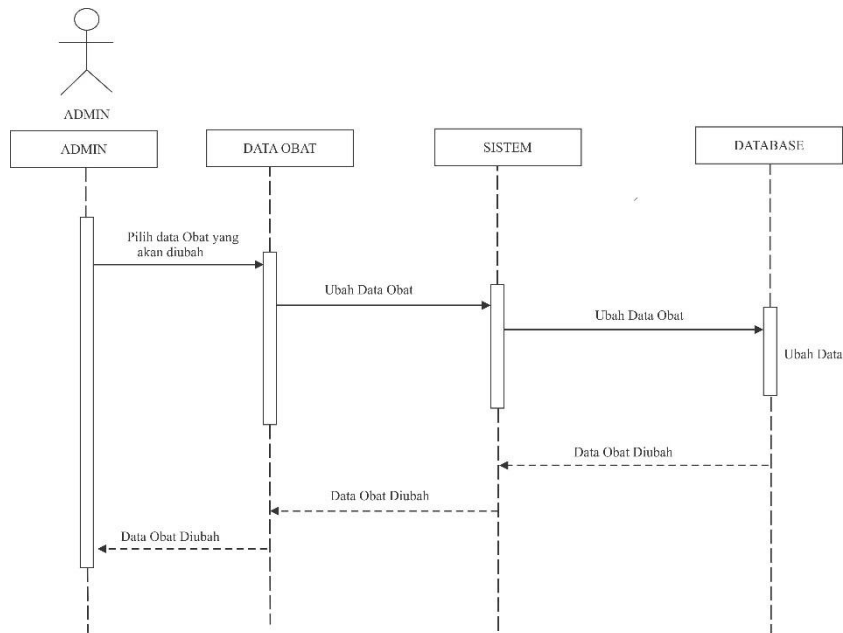 ADMIN
ADMIN
DATA OBAT
SISTEM
DATABASE
Pilih data Obat yang
akan diubah
Ubah Data Obat
Ubah Data Obat
Ubah Data
Data Obat Diubah
Data Obat Diubah
Data Obat Diubah